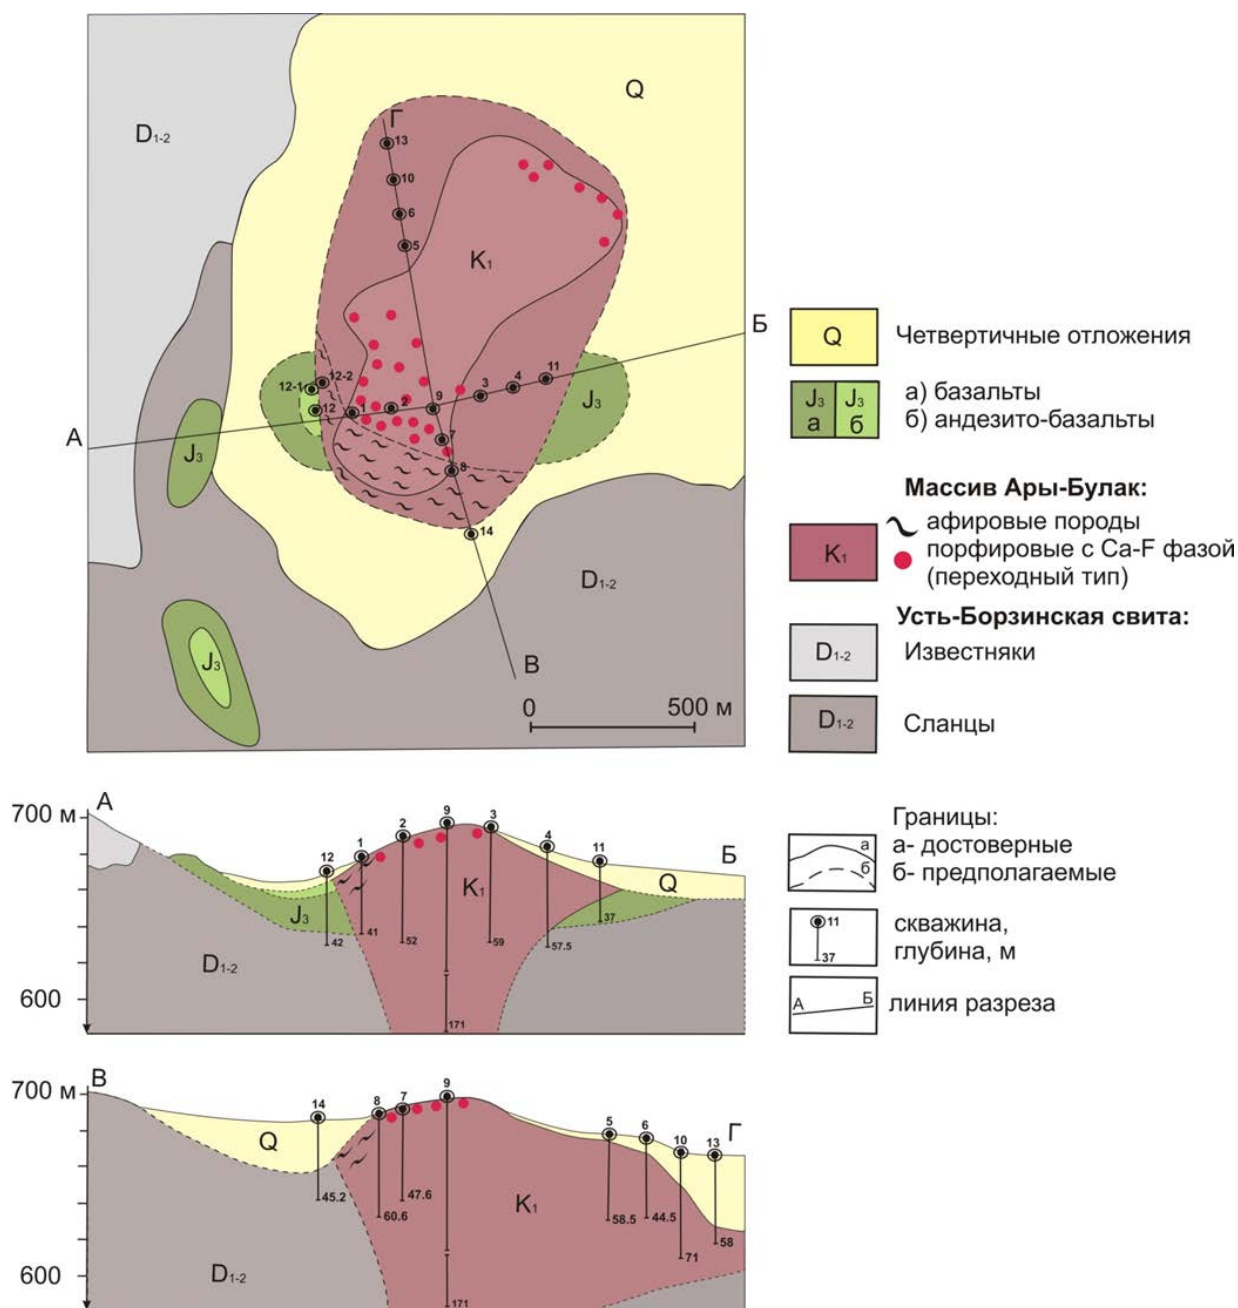 Q
D₁₋₂
Г
13
10
6
5
K₁
Б
12-2
12-1
12
1
2
9
3
4
11
J₃
7
8
А
J₃
14
D₁₋₂
J₃
В
0 500 м
Q Четвертичные отложения
J₃ а J₃ б а) базальты
б) андезито-базальты
Массив Ары-Булак:
K₁ афировые породы
порфировые с Ca-F фазой
(переходный тип)
Усть-Борзинская свита:
D₁₋₂ Известняки
D₁₋₂ Сланцы
Границы:
а а- достоверные
б б- предполагаемые
11 скважина,
37 глубина, м
А Б линия разреза
700 м
А
12
1
2
9
3
4
11
Б
K₁
Q
J₃
42
41
52
59
57.5
37
D₁₋₂
600
171
700 м
В
14
8
7
9
5
6
10
13
Г
Q
45.2
60.6
47.6
K₁
58.5
44.5
71
58
D₁₋₂
600
171